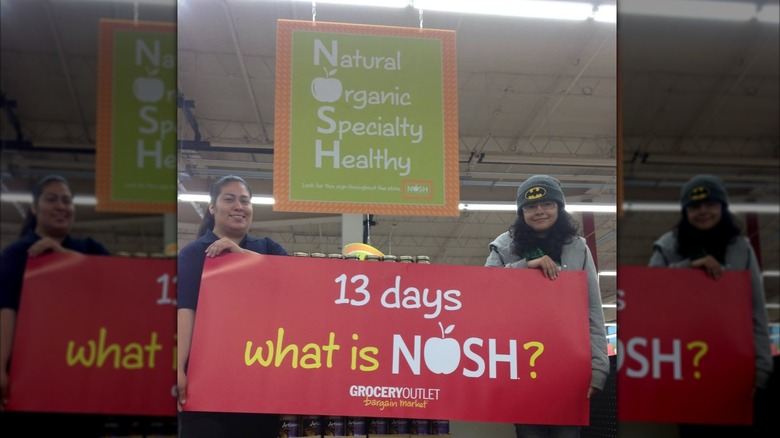 Natural
Organic
Specialty
Healthy
Look for this sign throughout the store NOSH
13 days
what is NOSH?
GROCERY OUTLET
bargain market